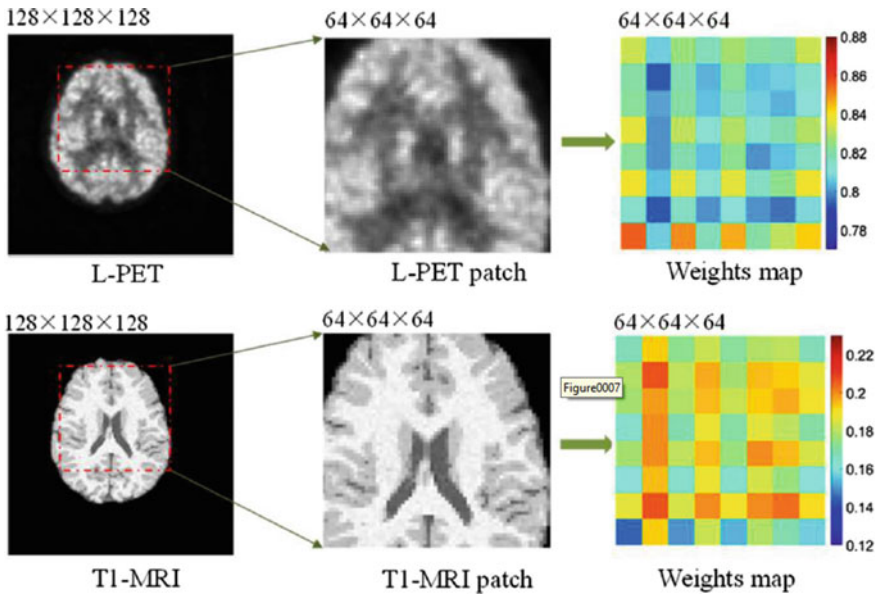 128×128×128
64×64×64
64×64×64
0.88
0.86
0.84
0.82
0.8
0.78
L-PET
L-PET patch
Weights map
128×128×128
64×64×64
64×64×64
Figure0007
0.22
0.2
0.18
0.16
0.14
0.12
T1-MRI
T1-MRI patch
Weights map